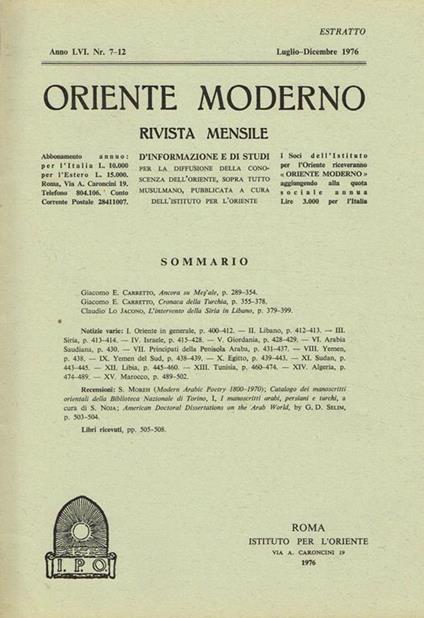 ESTRATTO
Anno LVI. Nr. 7-12
Luglio-Dicembre 1976
ORIENTE MODERNO
RIVISTA MENSILE
Abbonamento annuo:
per l'Italia L. 10.000
per l'Estero L. 15.000.
Roma, Via A. Caroncini 19.
Telefono 804.106. Conto
Corrente Postale 28411007.
D'INFORMAZIONE E DI STUDI
PER LA DIFFUSIONE DELLA CONO-
SCENZA DELL'ORIENTE, SOPRA TUTTO
MUSULMANO, PUBBLICATA A CURA
DELL'ISTITUTO PER L'ORIENTE
I Soci dell'Istituto
per l'Oriente riceveranno
« ORIENTE MODERNO »
aggiungendo alla quota
sociale annua
Lire 3.000 per l'Italia
SOMMARIO
Giacomo E. CARRETTO, Ancora su Meş'ale, p. 289-354.
Giacomo E. CARRETTO, Cronaca della Turchia, p. 355-378.
Claudio LO JACONO, L'intervento della Siria in Libano, p. 379-399.
Notizie varie: I. Oriente in generale, p. 400-412. — II. Libano, p. 412-413. — III.
Siria, p. 413-414. — IV. Israele, p. 415-428. — V. Giordania, p. 428-429. — VI. Arabia
Saudiana, p. 430. — VII. Principati della Penisola Araba, p. 431-437. — VIII. Yemen,
p. 438. — IX. Yemen del Sud, p. 438-439. — X. Egitto, p. 439-443. — XI. Sudan, p.
443-445. — XII. Libia, p. 445-460. — XIII. Tunisia, p. 460-474. — XIV. Algeria, p.
474-489. — XV. Marocco, p. 489-502.
Recensioni: S. MOREH (Modern Arabic Poetry 1800-1970); Catalogo dei manoscritti
orientali della Biblioteca Nazionale di Torino, I, I manoscritti arabi, persiani e turchi, a
cura di S. NOJA; American Doctoral Dissertations on the Arab World, by G. D. SELIM,
p. 503-504.
Libri ricevuti, pp. 505-508.
I. P. O.
ROMA
ISTITUTO PER L'ORIENTE
VIA A. CARONCINI 19
1976